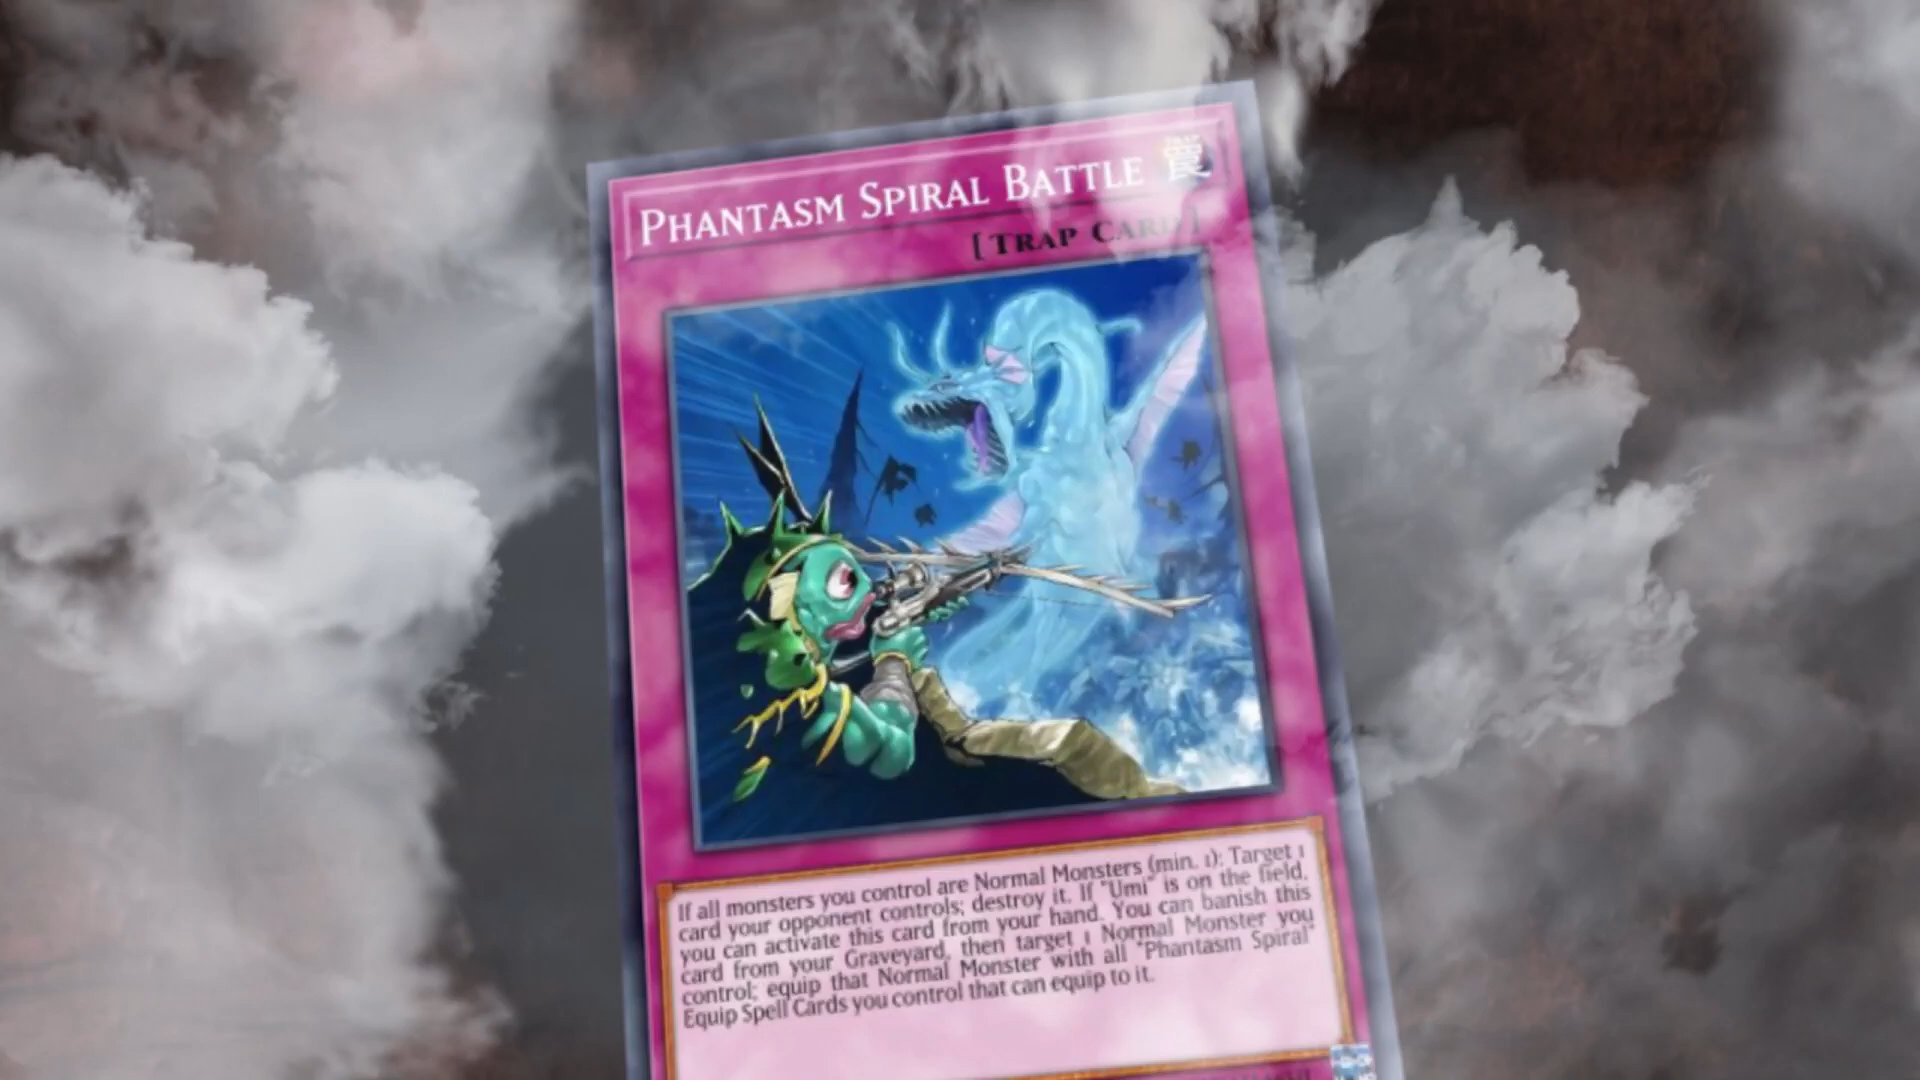 PHANTASM SPIRAL BATTLE 罠
[TRAP CARD]
If all monsters you control are Normal Monsters (min. 1): Target 1
card your opponent controls; destroy it. If "Umi" is on the field,
you can activate this card from your hand. You can banish this
card from your Graveyard, then target 1 Normal Monster you
control; equip that Normal Monster with all "Phantasm Spiral"
Equip Spell Cards you control that can equip to it.